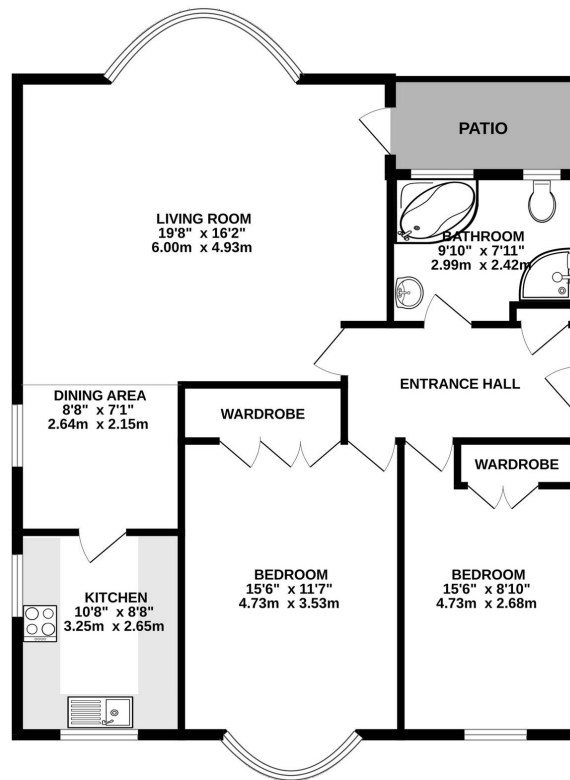 PATIO
LIVING ROOM
19'8" x 16'2"
6.00m x 4.93m
BATHROOM
9'10" x 7'11"
2.99m x 2.42m
ENTRANCE HALL
DINING AREA
8'8" x 7'1"
2.64m x 2.15m
WARDROBE
WARDROBE
KITCHEN
10'8" x 8'8"
3.25m x 2.65m
BEDROOM
15'6" x 11'7"
4.73m x 3.53m
BEDROOM
15'6" x 8'10"
4.73m x 2.68m